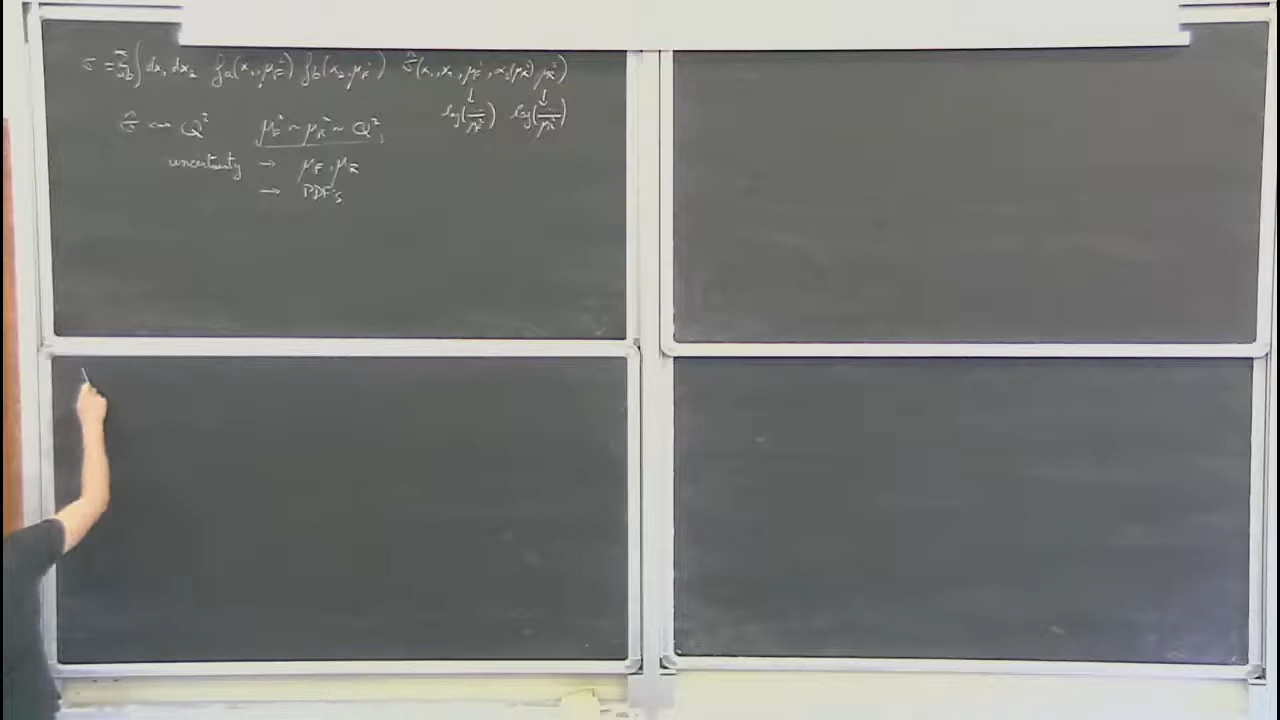 σ = Σ_ab ∫ dx₁ dx₂ f_a(x₁, μ_F²) f_b(x₂, μ_F²) σ̂(x₁, x₂, μ_F², α_s(μ_R²), μ_R²)
↓ ↓
log(.../μ_F²) log(.../μ_R²)
σ̂ ↔ Q² μ_F² ~ μ_R² ~ Q²
uncertainty → μ_F, μ_R
→ PDF's